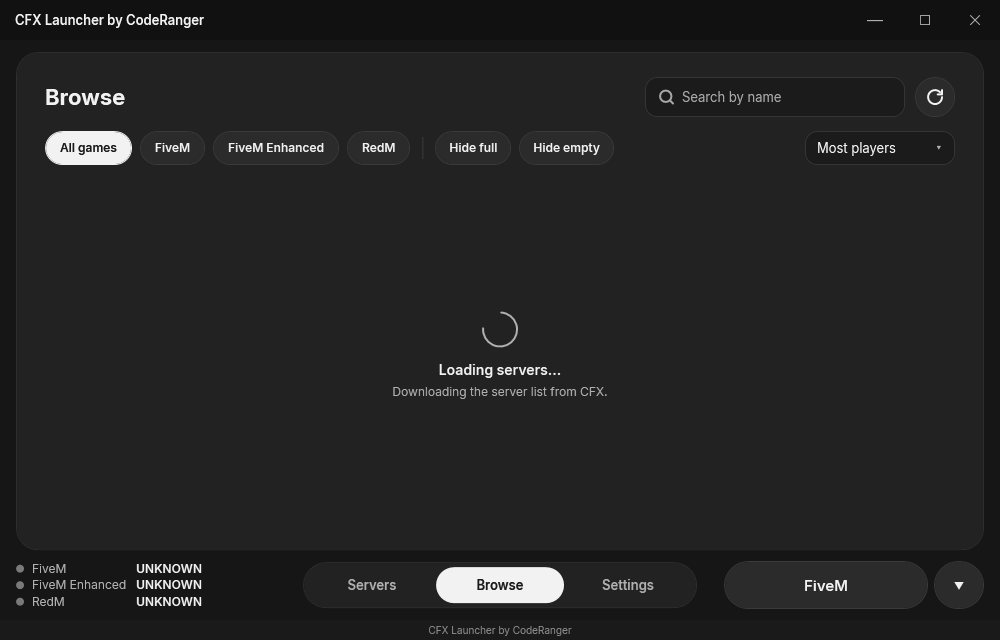 CFX Launcher by CodeRanger
Browse
Search by name
All games
FiveM
FiveM Enhanced
RedM
Hide full
Hide empty
Most players
Loading servers...
Downloading the server list from CFX.
FiveM UNKNOWN
FiveM Enhanced UNKNOWN
RedM UNKNOWN
Servers
Browse
Settings
FiveM
CFX Launcher by CodeRanger